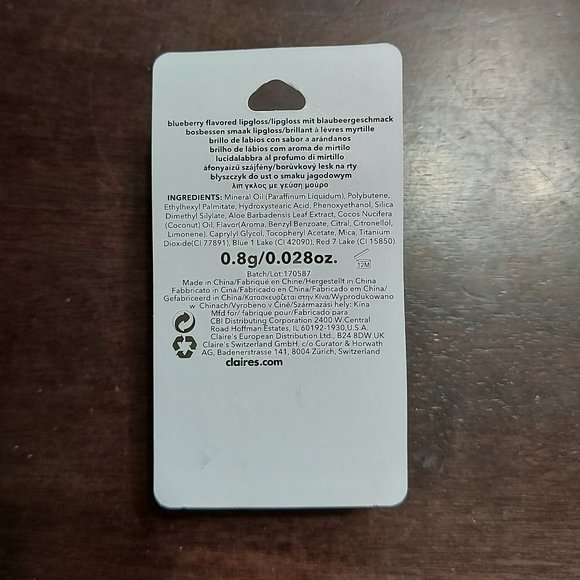 blueberry flavored lipgloss/lipgloss mit blaubeergeschmack
bosbessen smaak lipgloss/brillant à lèvres myrtille
brillo de labios con sabor a arándanos
brilho de lábios com aroma de mirtilo
lucidalabbra al profumo di mirtillo
áfonyaízű szájfény/borůvkový lesk na rty
błyszczyk do ust o smaku jagodowym
λιπ γκλος με γεύση μούρο
INGREDIENTS: Mineral Oil (Paraffinum Liquidum), Polybutene,
Ethylhexyl Palmitate, Hydroxystearic Acid, Phenoxyethanol, Silica
Dimethyl Silylate, Aloe Barbadensis Leaf Extract, Cocos Nucifera
(Coconut) Oil, Flavor(Aroma, Benzyl Benzoate, Citral, Citronellol,
Limonene), Caprylyl Glycol, Tocopheryl Acetate, Mica, Titanium
Dioxide(CI 77891), Blue 1 Lake (CI 42090), Red 7 Lake (CI 15850).
0.8g/0.028oz. 12M
Batch/Lot:170587
Made in China/Fabriqué en Chine/Hergestellt in China
Fabbricato in Cina/Fabricado en China/Fabricado em China/
Gefabriceerd in China/Κατασκευάζεται στην Κίνα/Wyprodukowano
w Chinach/Vyrobeno v Číně/Származási hely: Kína
Mfd for/ fabriqué pour/Fabricado para
CBI Distributing Corporation 2400 W.Central
Road Hoffman Estates, IL 60192-1930,U.S.A.
Claire's European Distribution Ltd., B24 8DW UK
Claire's Switzerland GmbH, c/o Curator & Horwath
AG, Badenerstrasse 141, 8004 Zürich, Switzerland
claires.com